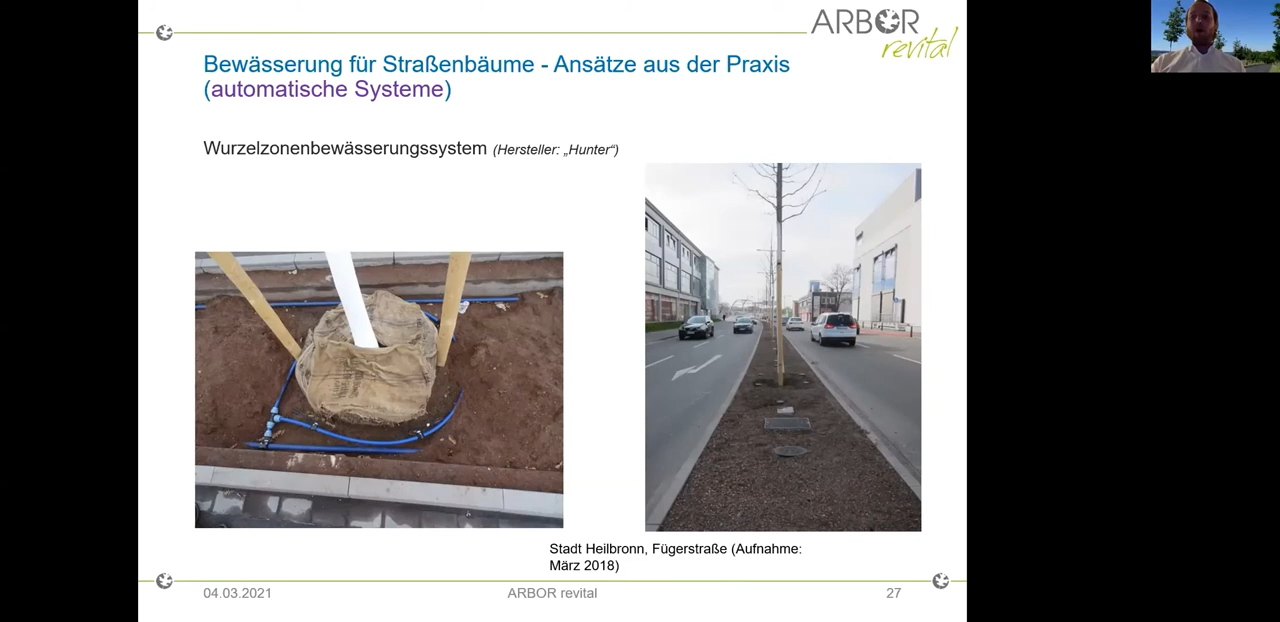 ARBOR
revital
Bewässerung für Straßenbäume - Ansätze aus der Praxis
(automatische Systeme)
Wurzelzonenbewässerungssystem (Hersteller: „Hunter“)
Stadt Heilbronn, Fügerstraße (Aufnahme:
März 2018)
04.03.2021 ARBOR revital 27